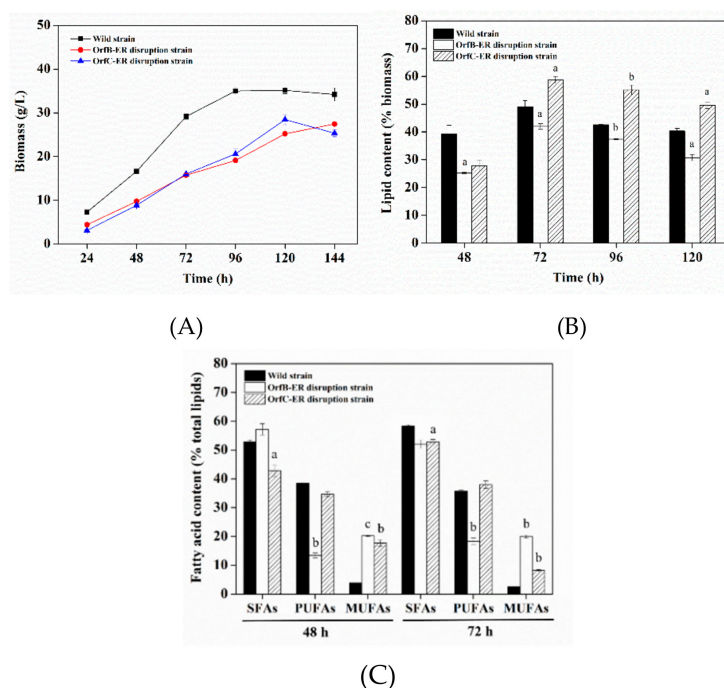 50
40
30
20
10
0
Biomass (g/L)
Wild strain
OrfB-ER disruption strain
OrfC-ER disruption strain
24 48 72 96 120 144
Time (h)
(A)
80
70
60
50
40
30
20
10
0
Lipid content (% biomass)
Wild strain
OrfB-ER disruption strain
OrfC-ER disruption strain
a
a
a
b
b
a
a
48 72 96 120
Time (h)
(B)
80
70
60
50
40
30
20
10
0
Fatty acid content (% total lipids)
Wild strain
OrfB-ER disruption strain
OrfC-ER disruption strain
a
b
c
b
a
b
b
b
SFAs PUFAs MUFAs SFAs PUFAs MUFAs
48 h 72 h
(C)